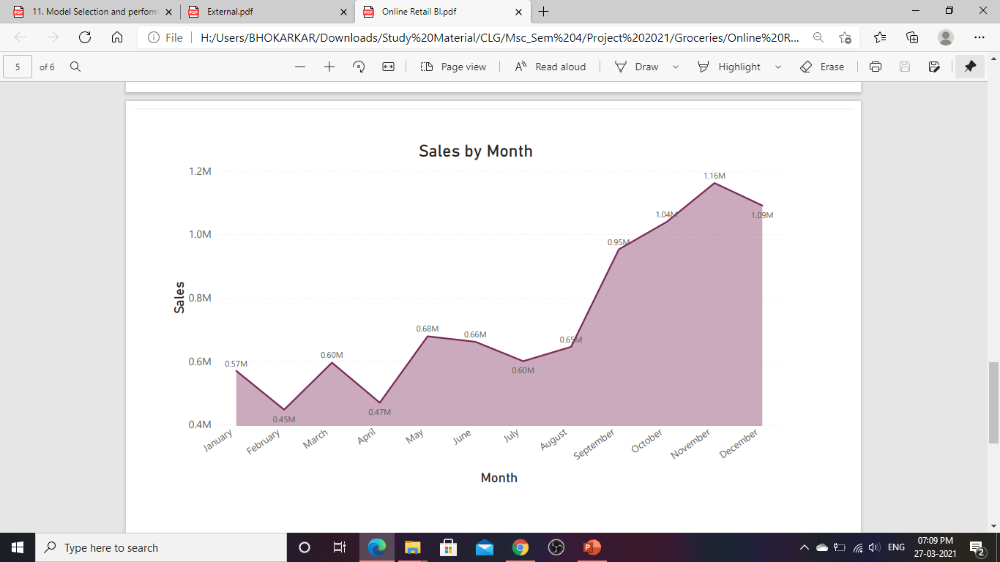 11. Model Selection and perform
External.pdf
Online Retail BI.pdf
File
H:/Users/BHOKARKAR/Downloads/Study%20Material/CLG/Msc_Sem%204/Project%202021/Groceries/Online%20R...
5 of 6
Page view
Read aloud
Draw
Highlight
Erase
Sales by Month
1.2M
1.0M
0.8M
0.6M
0.4M
Sales
0.57M
0.45M
0.60M
0.47M
0.68M
0.66M
0.60M
0.65M
0.95M
1.04M
1.16M
1.09M
January
February
March
April
May
June
July
August
September
October
November
December
Month
Type here to search
ENG
07:09 PM
27-03-2021
2